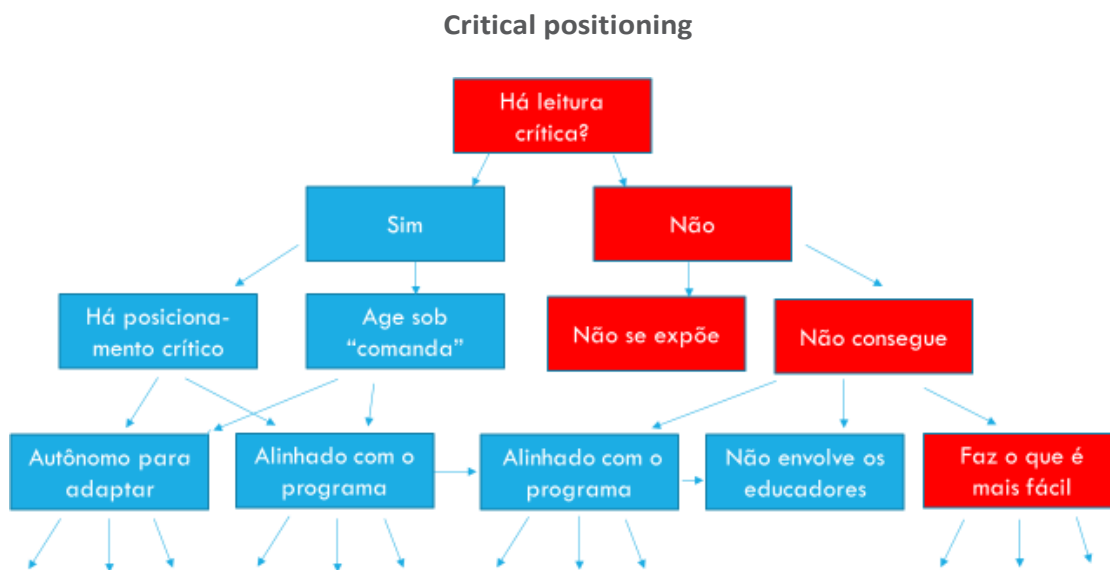 Critical positioning
Há leitura
crítica?
Sim
Não
Há posiciona-
mento crítico
Age sob
“comanda”
Não se expõe
Não consegue
Autônomo para
adaptar
Alinhado com o
programa
Alinhado com o
programa
Não envolve os
educadores
Faz o que é
mais fácil